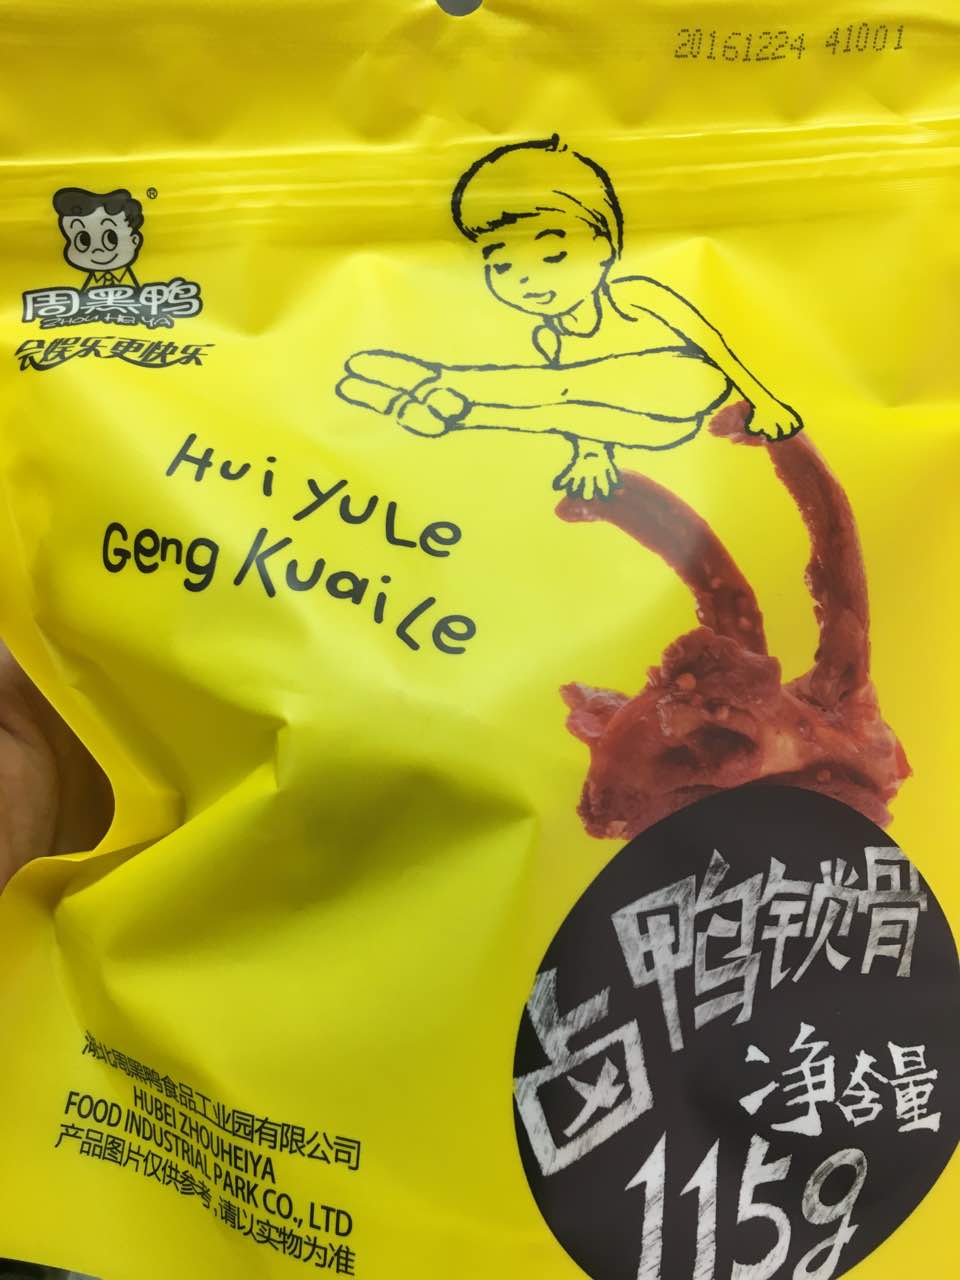 20161224 41001
®
周黑鸭
ZHOU HEI YA
会娱乐更快乐
Hui YuLe
Geng KuaiLe
卤鸭锁骨
净含量
115g
湖北周黑鸭食品工业园有限公司
HUBEI ZHOUHEIYA
FOOD INDUSTRIAL PARK CO., LTD
产品图片仅供参考,请以实物为准